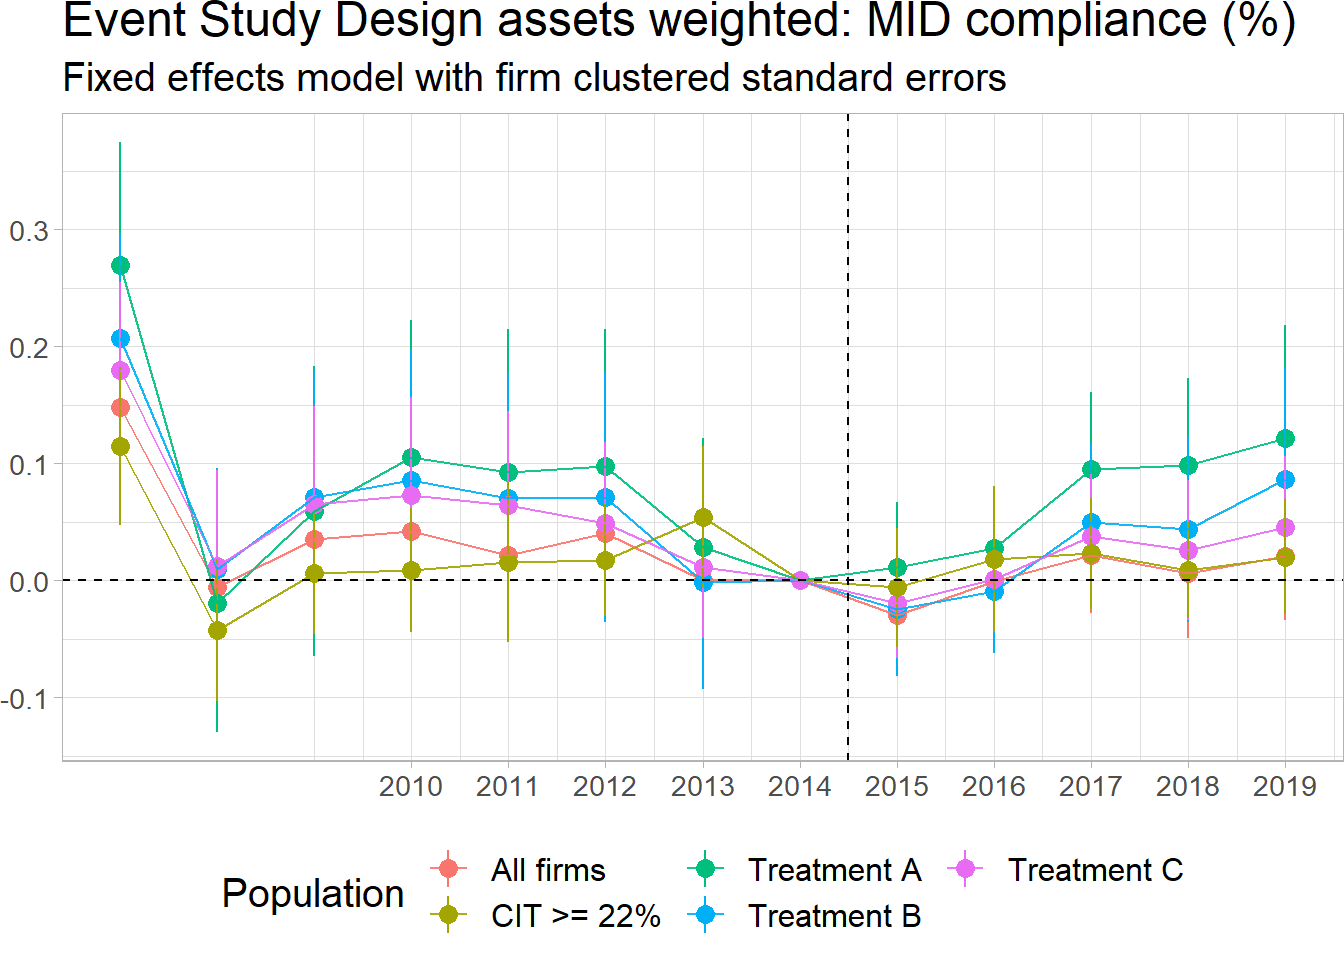 Event Study Design assets weighted: MID compliance (%)
Fixed effects model with firm clustered standard errors
0.3
0.2
0.1
0.0
-0.1
2010 2011 2012 2013 2014 2015 2016 2017 2018 2019
Population
All firms Treatment A Treatment C
CIT >= 22% Treatment B